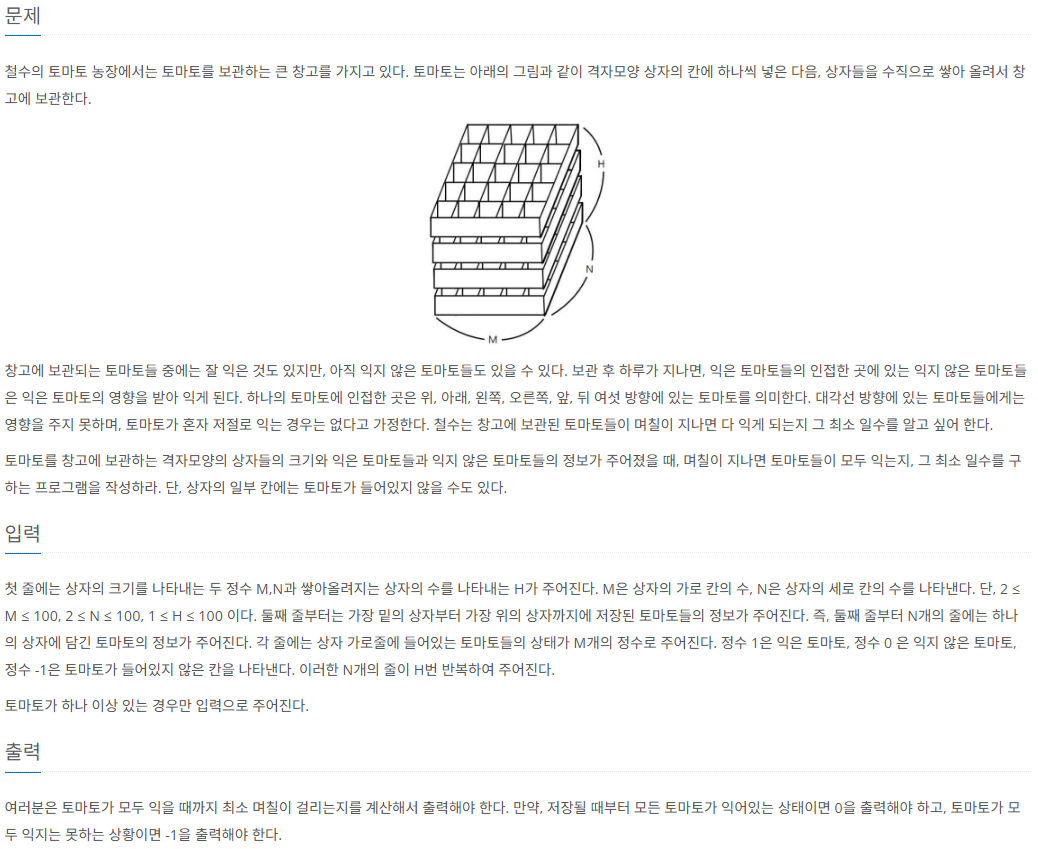 문제
철수의 토마토 농장에서는 토마토를 보관하는 큰 창고를 가지고 있다. 토마토는 아래의 그림과 같이 격자모양 상자의 칸에 하나씩 넣은 다음, 상자들을 수직으로 쌓아 올려서 창
고에 보관한다.
H
N
M
창고에 보관되는 토마토들 중에는 잘 익은 것도 있지만, 아직 익지 않은 토마토들도 있을 수 있다. 보관 후 하루가 지나면, 익은 토마토들의 인접한 곳에 있는 익지 않은 토마토들
은 익은 토마토의 영향을 받아 익게 된다. 하나의 토마토에 인접한 곳은 위, 아래, 왼쪽, 오른쪽, 앞, 뒤 여섯 방향에 있는 토마토를 의미한다. 대각선 방향에 있는 토마토들에게는
영향을 주지 못하며, 토마토가 혼자 저절로 익는 경우는 없다고 가정한다. 철수는 창고에 보관된 토마토들이 며칠이 지나면 다 익게 되는지 그 최소 일수를 알고 싶어 한다.
토마토를 창고에 보관하는 격자모양의 상자들의 크기와 익은 토마토들과 익지 않은 토마토들의 정보가 주어졌을 때, 며칠이 지나면 토마토들이 모두 익는지, 그 최소 일수를 구
하는 프로그램을 작성하라. 단, 상자의 일부 칸에는 토마토가 들어있지 않을 수도 있다.
입력
첫 줄에는 상자의 크기를 나타내는 두 정수 M,N과 쌓아올려지는 상자의 수를 나타내는 H가 주어진다. M은 상자의 가로 칸의 수, N은 상자의 세로 칸의 수를 나타낸다. 단, 2 ≤
M ≤ 100, 2 ≤ N ≤ 100, 1 ≤ H ≤ 100 이다. 둘째 줄부터는 가장 밑의 상자부터 가장 위의 상자까지에 저장된 토마토들의 정보가 주어진다. 즉, 둘째 줄부터 N개의 줄에는 하나
의 상자에 담긴 토마토의 정보가 주어진다. 각 줄에는 상자 가로줄에 들어있는 토마토들의 상태가 M개의 정수로 주어진다. 정수 1은 익은 토마토, 정수 0 은 익지 않은 토마토,
정수 -1은 토마토가 들어있지 않은 칸을 나타낸다. 이러한 N개의 줄이 H번 반복하여 주어진다.
토마토가 하나 이상 있는 경우만 입력으로 주어진다.
출력
여러분은 토마토가 모두 익을 때까지 최소 며칠이 걸리는지를 계산해서 출력해야 한다. 만약, 저장될 때부터 모든 토마토가 익어있는 상태이면 0을 출력해야 하고, 토마토가 모
두 익지는 못하는 상황이면 -1을 출력해야 한다.